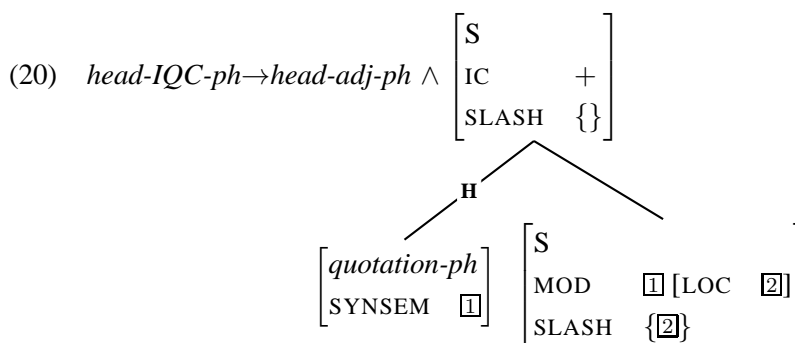 (20) head-IQC-ph→head-adj-ph ∧ [S
IC +
SLASH {}]
H
[quotation-ph
SYNSEM 1]
[S
MOD 1 [LOC 2]
SLASH {2}